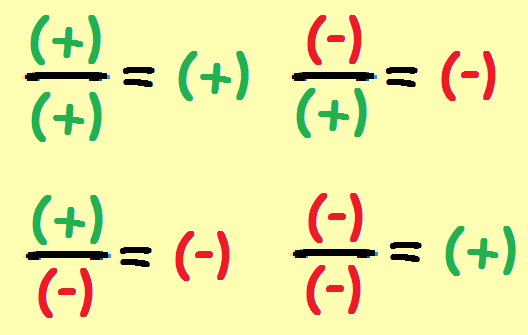 (+) / (+) = (+)
(-) / (+) = (-)
(+) / (-) = (-)
(-) / (-) = (+)